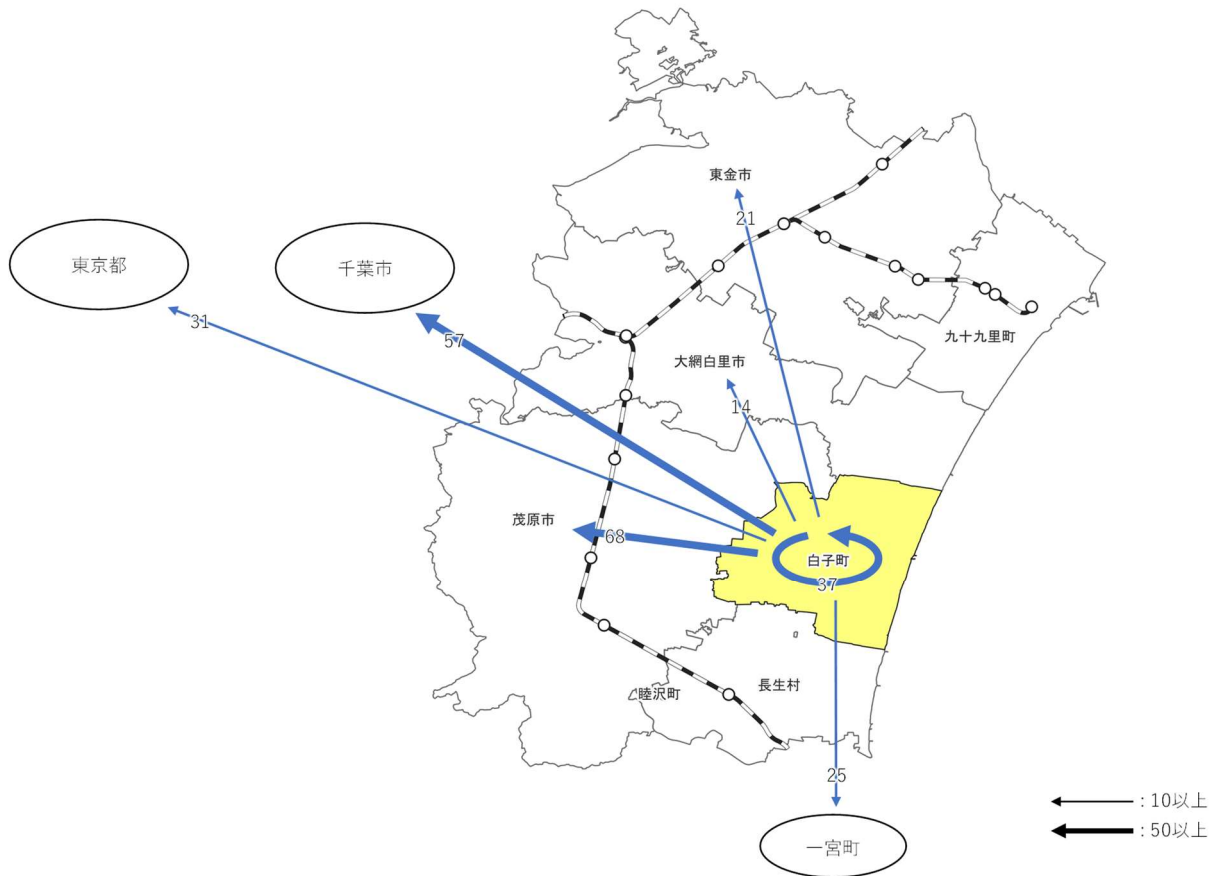 東金市
21
東京都
千葉市
31
57
九十九里町
大網白里市
14
茂原市
68
白子町
37
睦沢町
長生村
25
: 10以上
: 50以上
一宮町